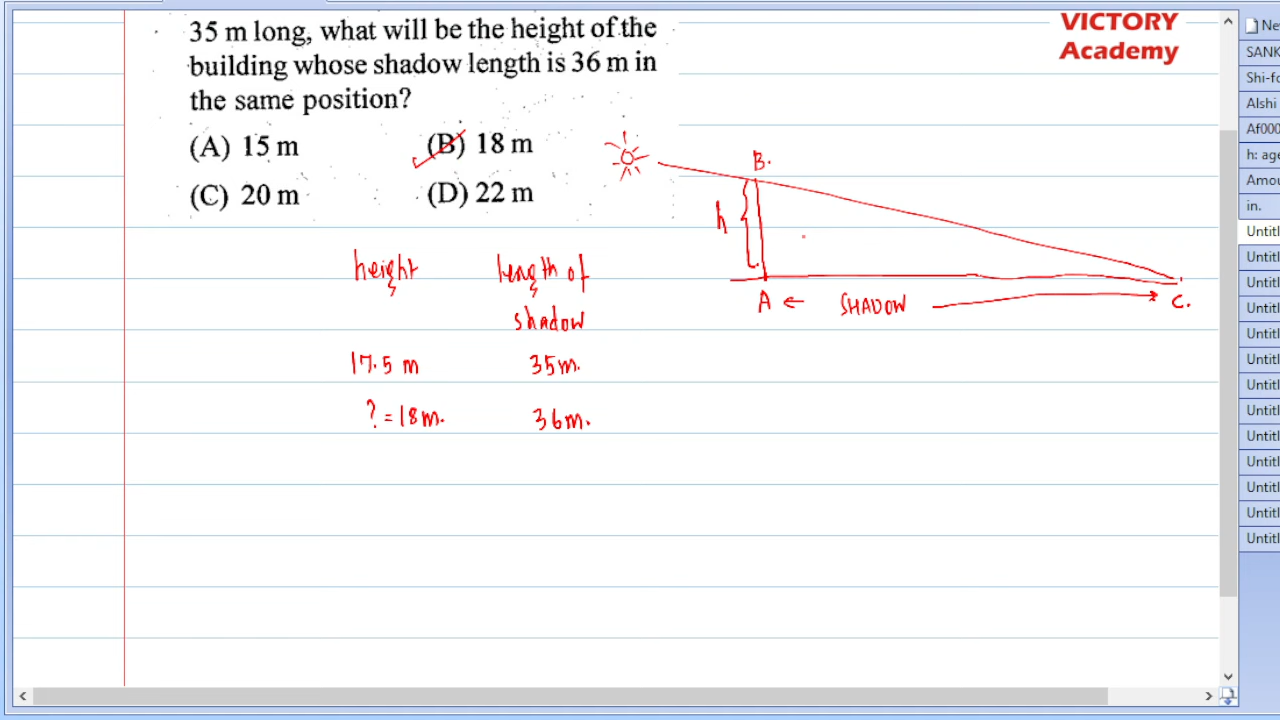 35 m long, what will be the height of the
building whose shadow length is 36 m in
the same position?
(A) 15 m (B) 18 m
(C) 20 m (D) 22 m
VICTORY
Academy
B.
h
A ← SHADOW → C.
height length of
shadow
17.5 m 35m.
? = 18m. 36m.
SANK
Shi-fo
Alshi
Af000
h: age
Amou
in.
Untitl
Untitl
Untitl
Untitl
Untitl
Untitl
Untitl
Untitl
Untitl
Untitl
Untitl
Untitl
Untitl